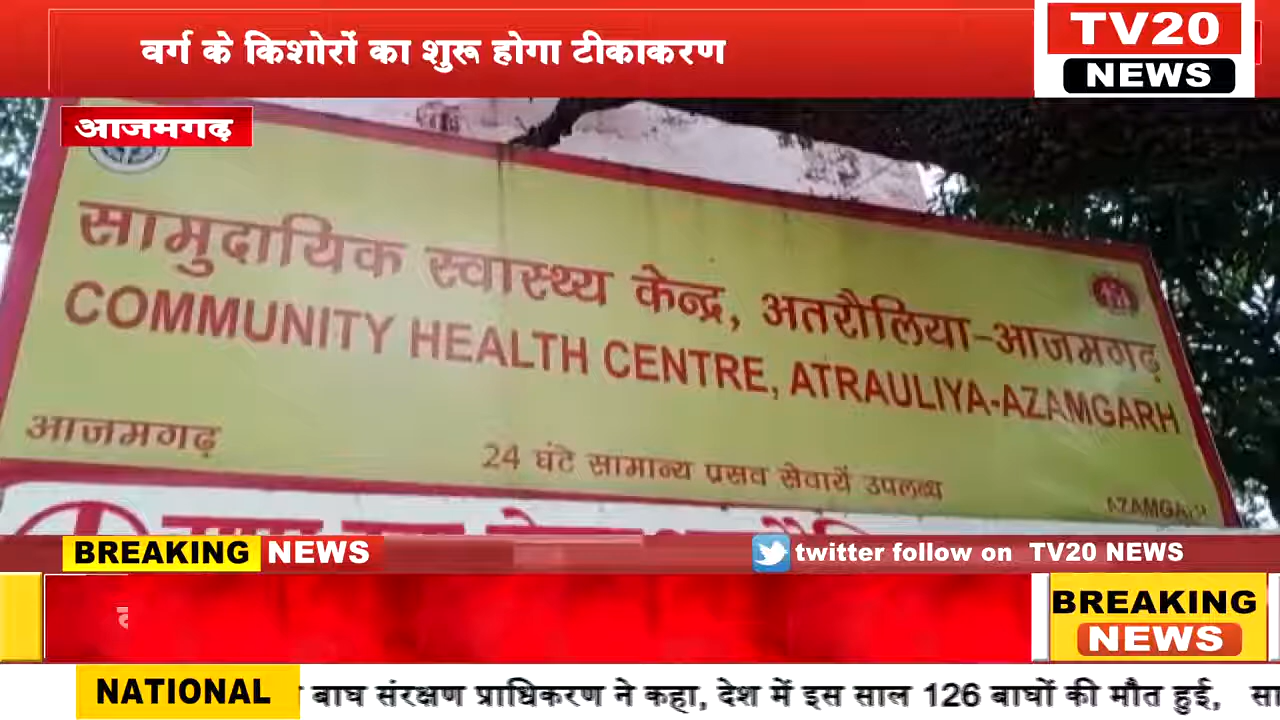 वर्ग के किशोरों का शुरू होगा टीकाकरण
TV20
NEWS
आजमगढ़
सामुदायिक स्वास्थ्य केन्द्र, अतरौलिया-आजमगढ़
COMMUNITY HEALTH CENTRE, ATRAULIYA-AZAMGARH
आजमगढ़
24 घंटे सामान्य प्रसव सेवायें उपलब्ध
AZAMGARH
BREAKING NEWS
twitter follow on TV20 NEWS
BREAKING
NEWS
NATIONAL
बाघ संरक्षण प्राधिकरण ने कहा, देश में इस साल 126 बाघों की मौत हुई,